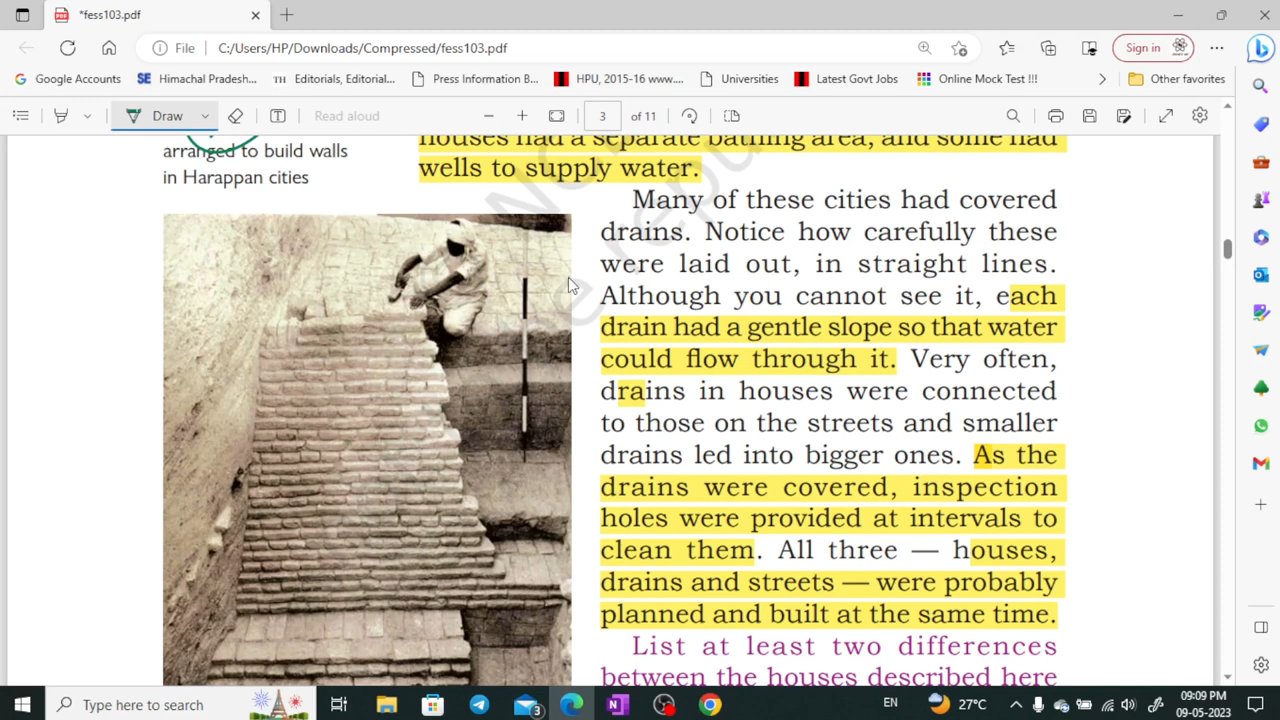 *fess103.pdf
File C:/Users/HP/Downloads/Compressed/fess103.pdf Sign in
Google Accounts SE Himachal Pradesh... TH Editorials, Editorial... Press Information B... HPU, 2015-16 www.... Universities Latest Govt Jobs Online Mock Test !!! Other favorites
Draw Read aloud 3 of 11
arranged to build walls
in Harappan cities
houses had a separate bathing area, and some had
wells to supply water.
Many of these cities had covered
drains. Notice how carefully these
were laid out, in straight lines.
Although you cannot see it, each
drain had a gentle slope so that water
could flow through it. Very often,
drains in houses were connected
to those on the streets and smaller
drains led into bigger ones. As the
drains were covered, inspection
holes were provided at intervals to
clean them. All three — houses,
drains and streets — were probably
planned and built at the same time.
List at least two differences
between the houses described here
Type here to search 3 27°C EN 09:09 PM
09-05-2023